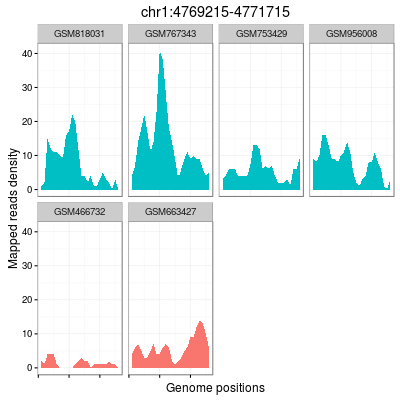 chr1:4769215-4771715
GSM818031 GSM767343 GSM753429 GSM956008
40
30
20
10
0
GSM466732 GSM663427
40
30
20
10
0
Mapped reads density
Genome positions